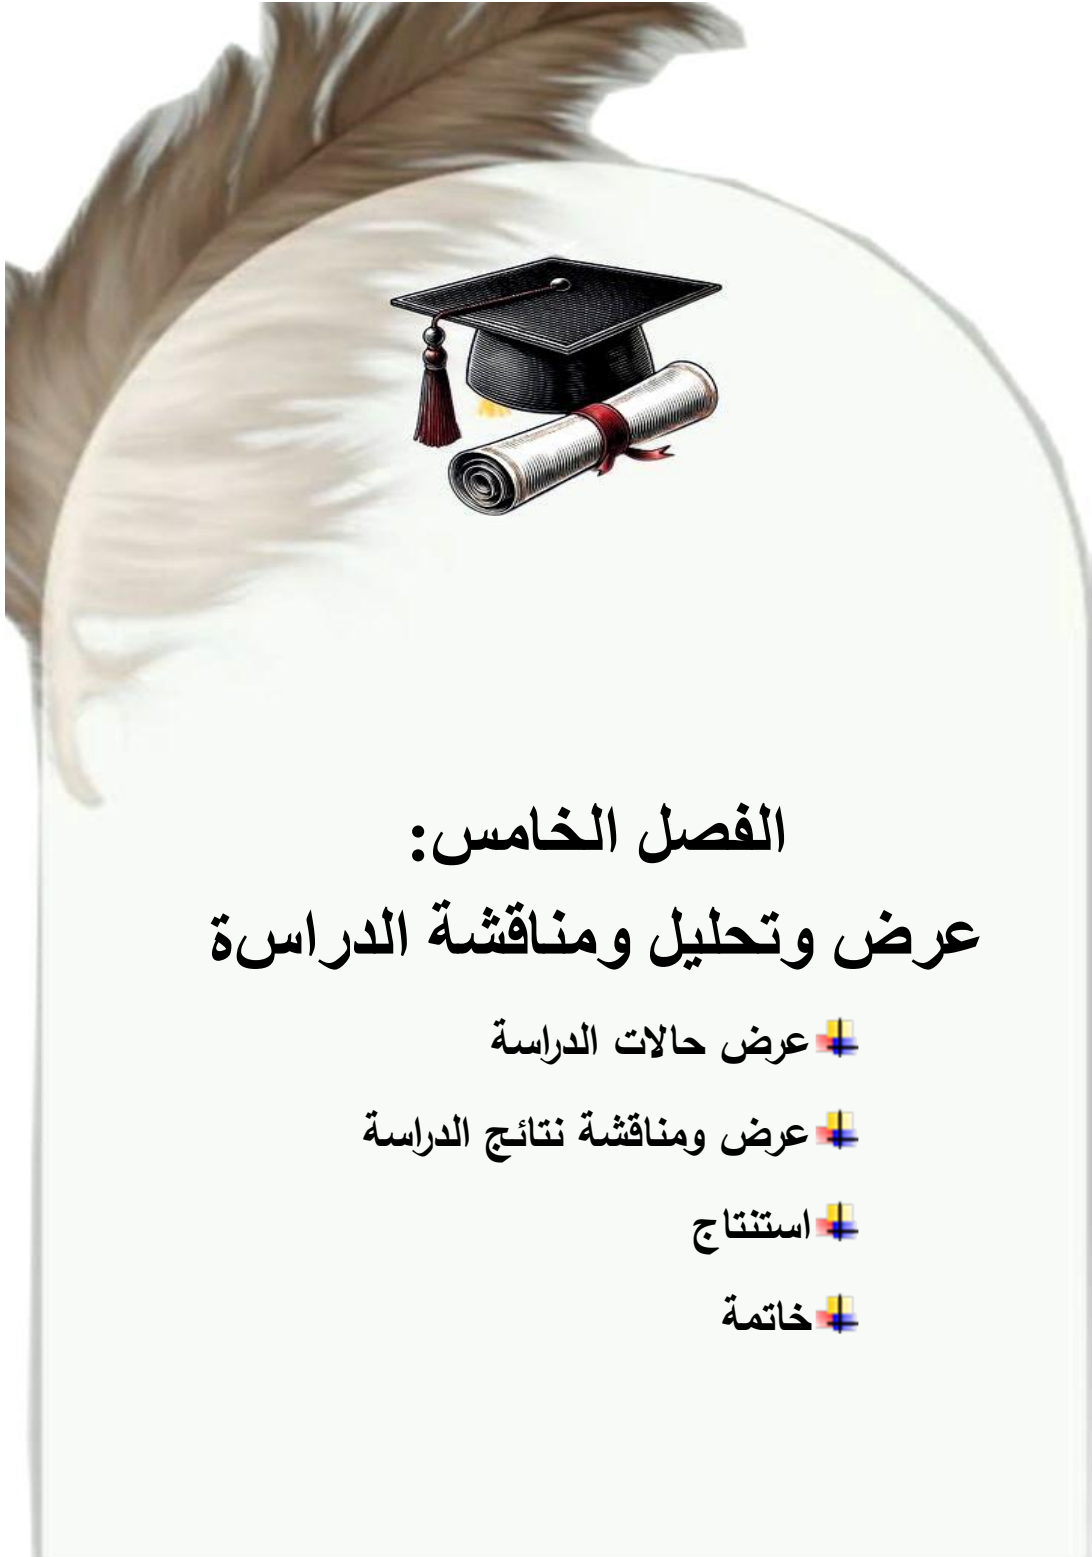 الفصل الخامس:
عرض وتحليل ومناقشة الدراسة
عرض حالات الدراسة
عرض ومناقشة نتائج الدراسة
استنتاج
خاتمة